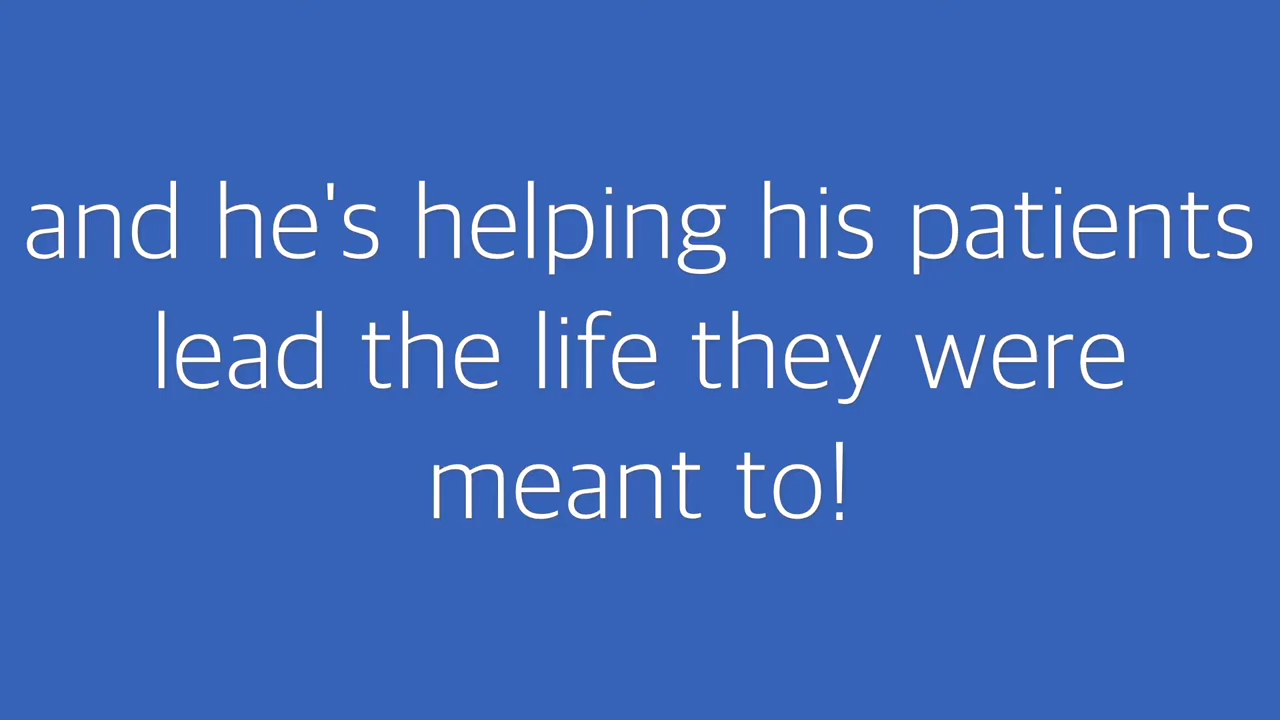 and he's helping his patients
lead the life they were
meant to!